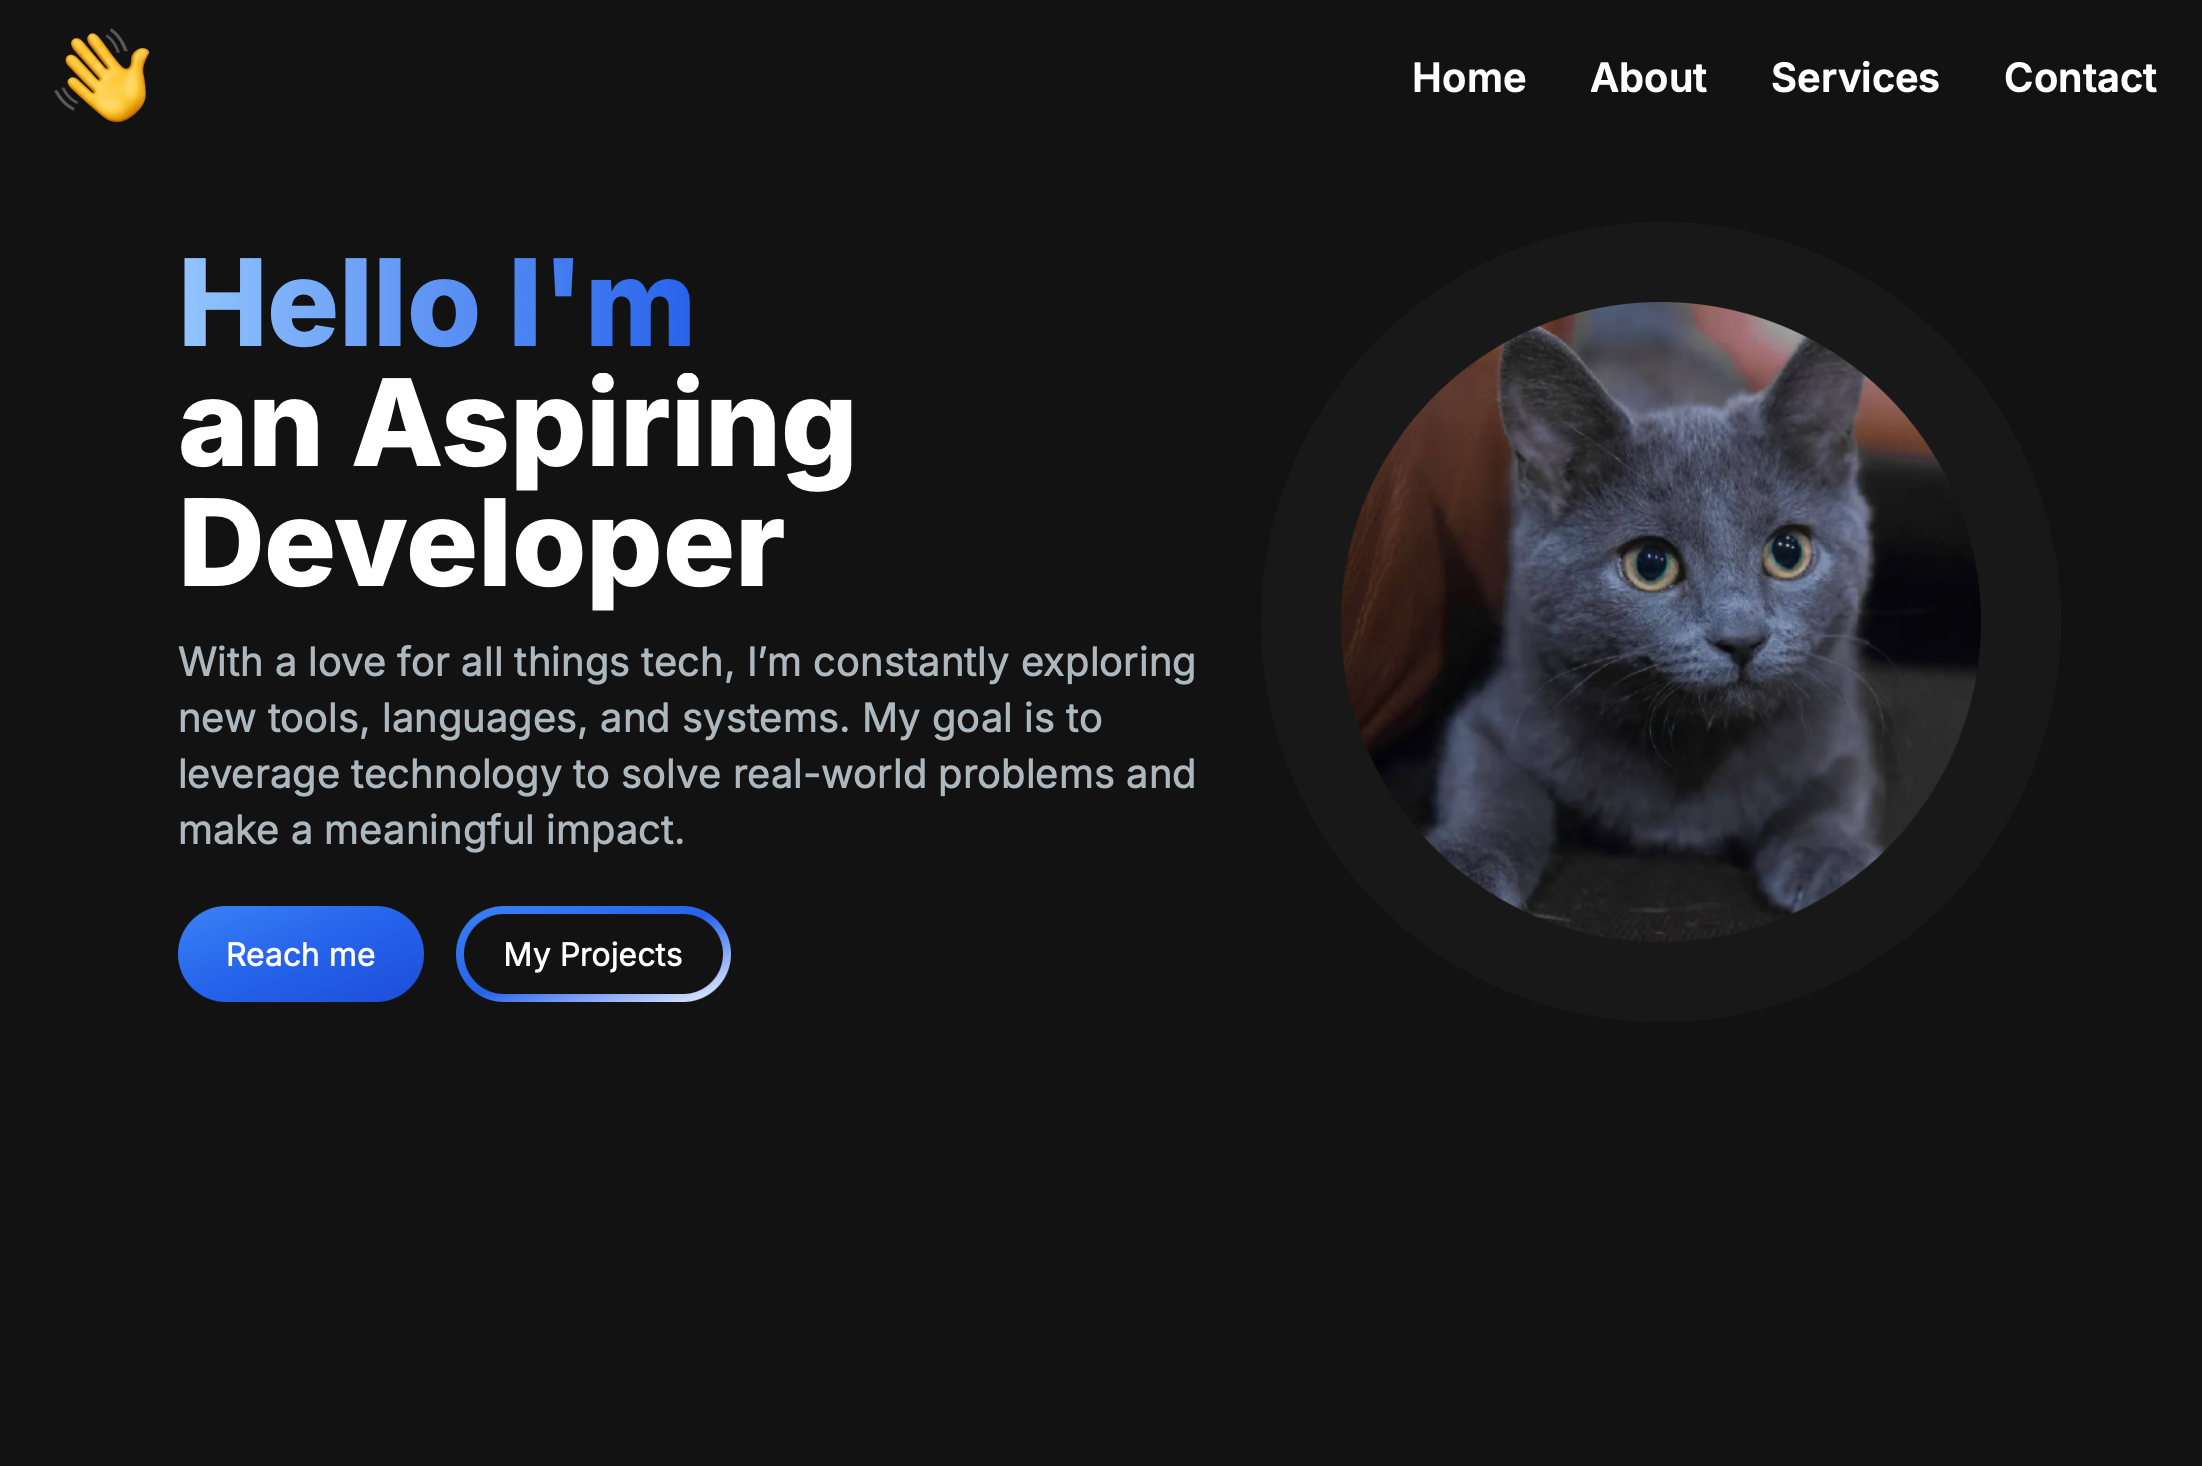 Home About Services Contact
Hello I'm
an Aspiring
Developer
With a love for all things tech, I’m constantly exploring
new tools, languages, and systems. My goal is to
leverage technology to solve real-world problems and
make a meaningful impact.
Reach me My Projects